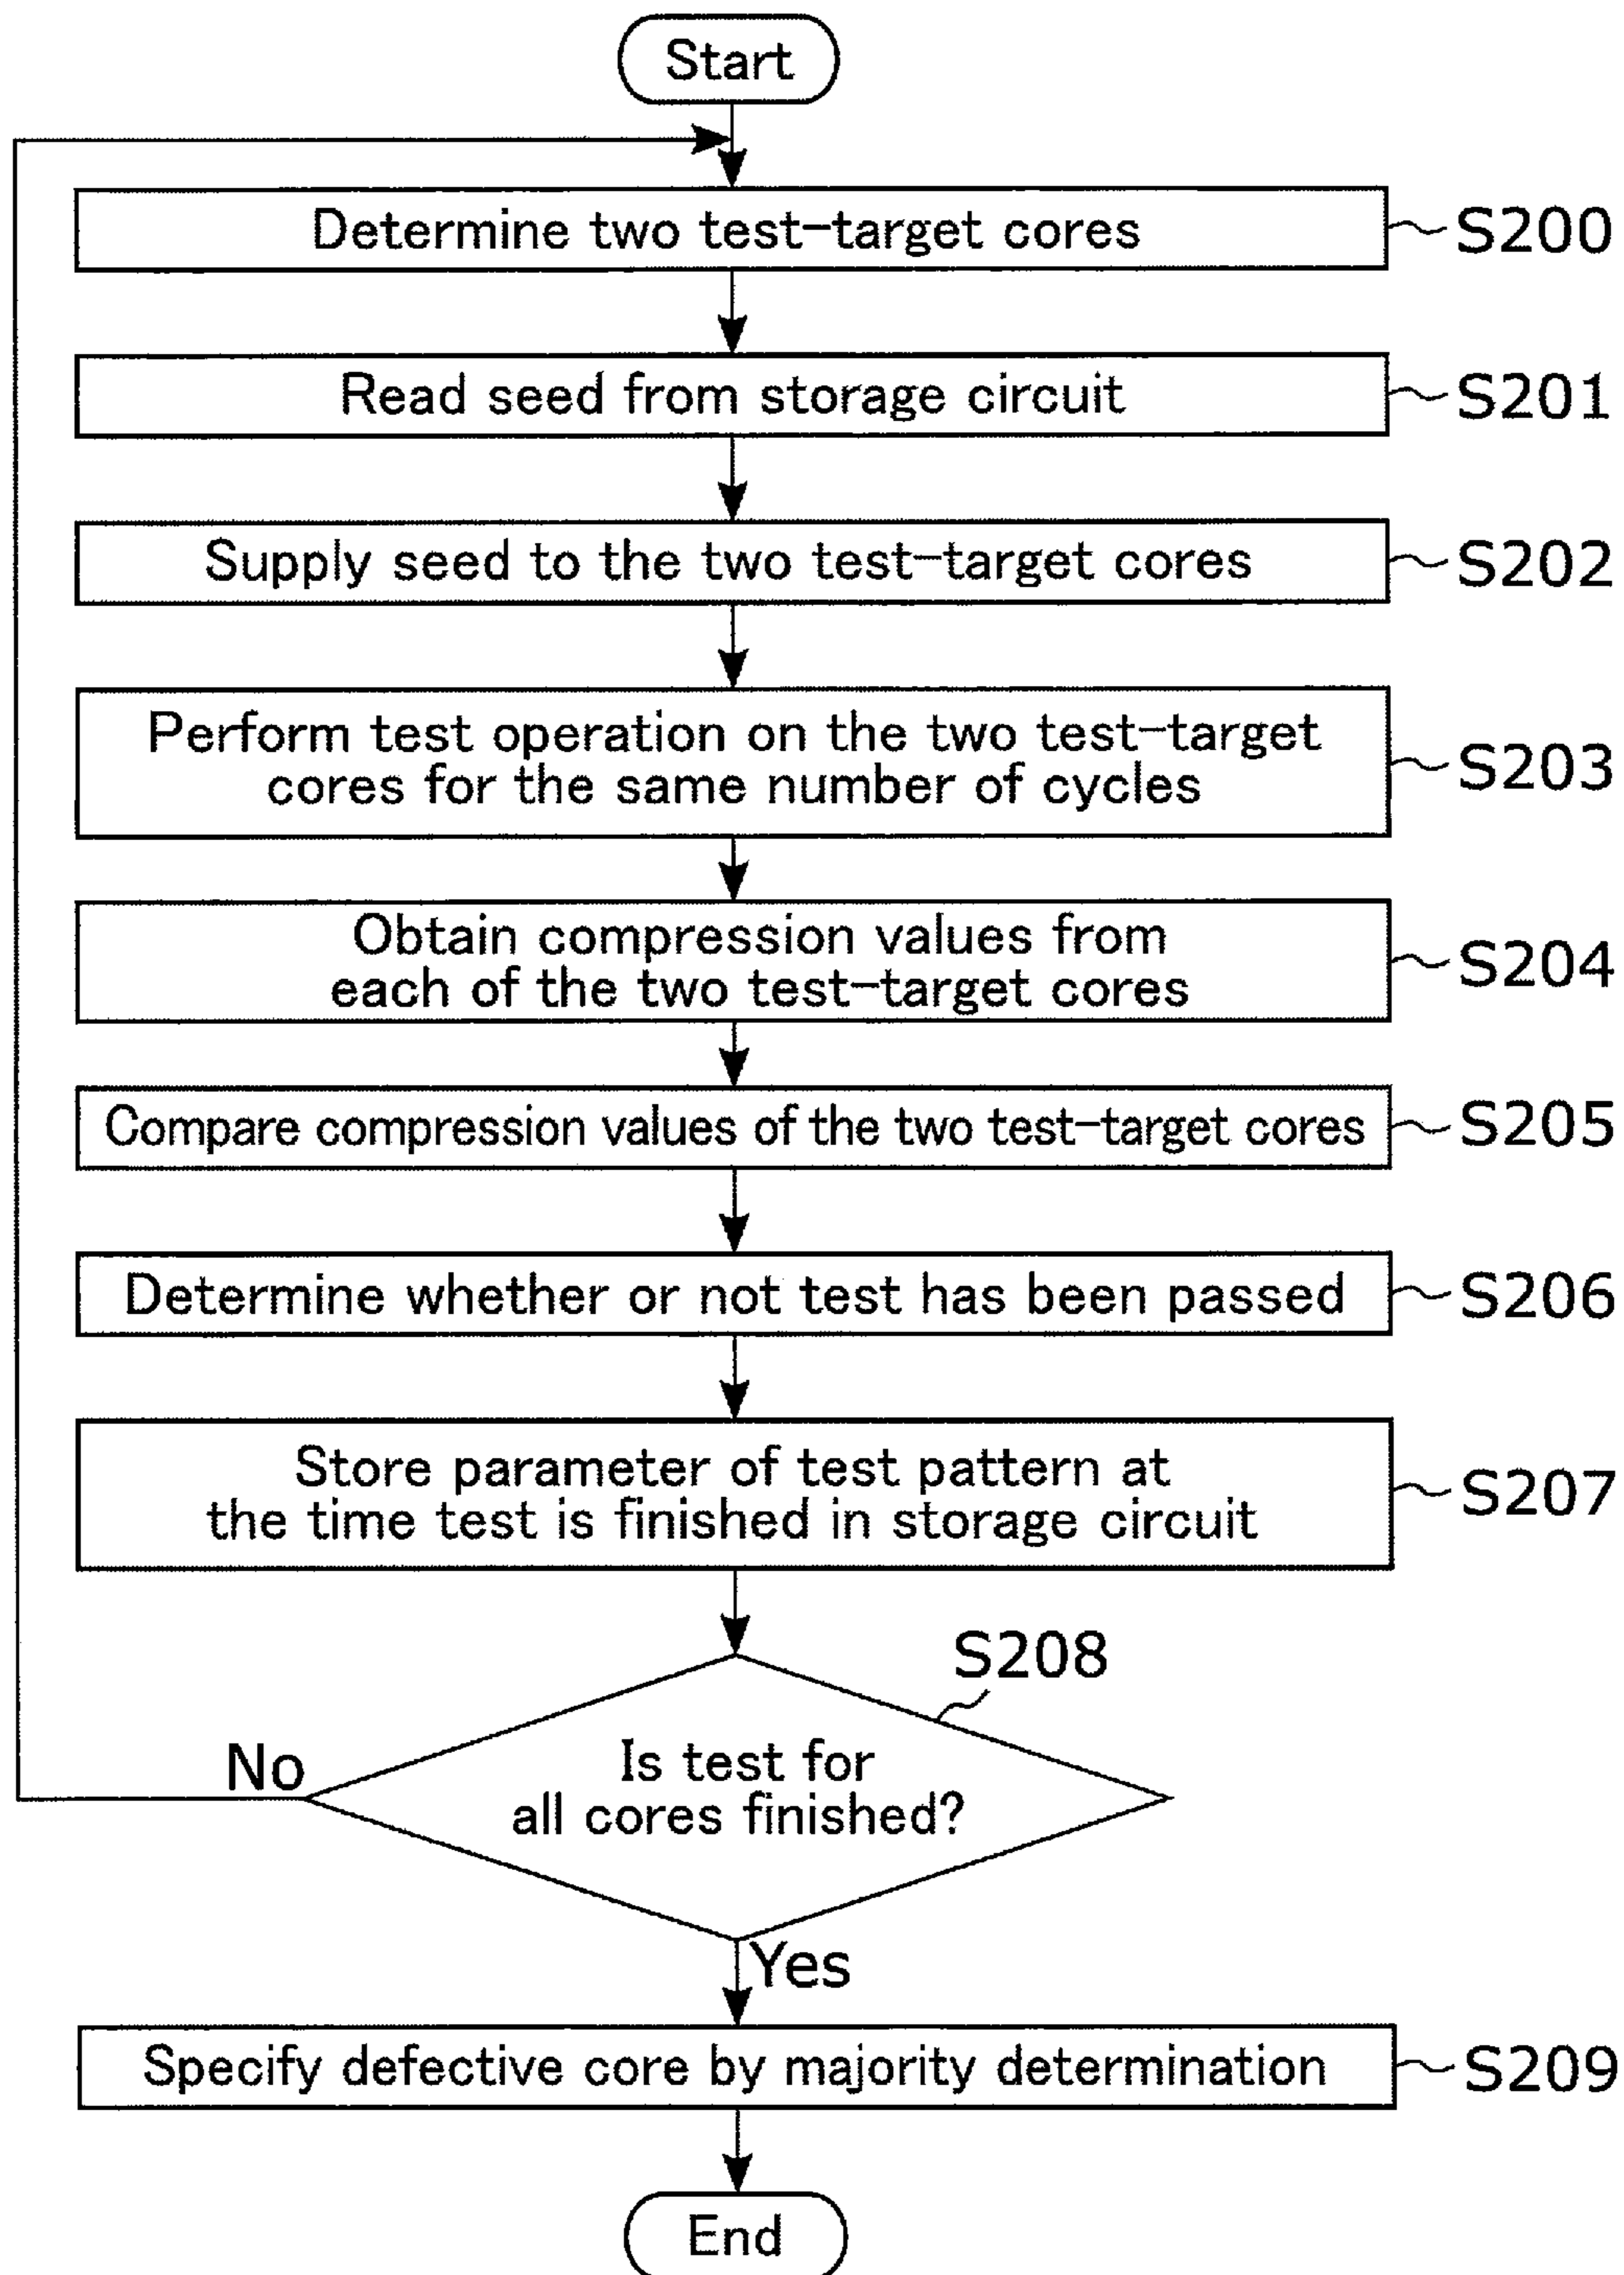 Start
Determine two test-target cores
S200
Read seed from storage circuit
S201
Supply seed to the two test-target cores
S202
Perform test operation on the two test-target
cores for the same number of cycles
S203
Obtain compression values from
each of the two test-target cores
S204
Compare compression values of the two test-target cores
S205
Determine whether or not test has been passed
S206
Store parameter of test pattern at
the time test is finished in storage circuit
S207
S208
Is test for
all cores finished?
No
Yes
Specify defective core by majority determination
S209
End